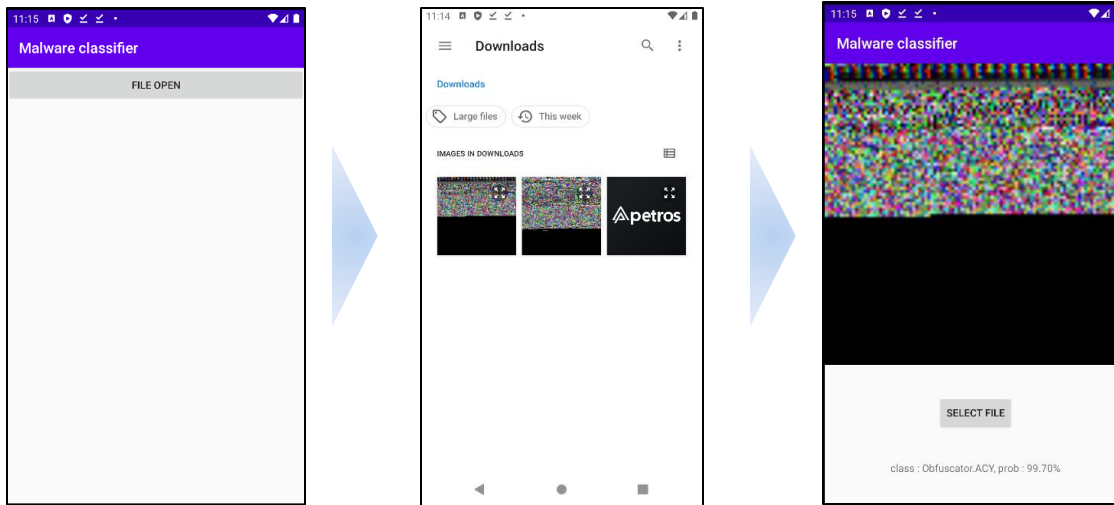 11:15
Malware classifier
FILE OPEN
11:14
Downloads
Downloads
Large files
This week
IMAGES IN DOWNLOADS
Apetros
11:15
Malware classifier
SELECT FILE
class : Obfuscator.ACY, prob : 99.70%